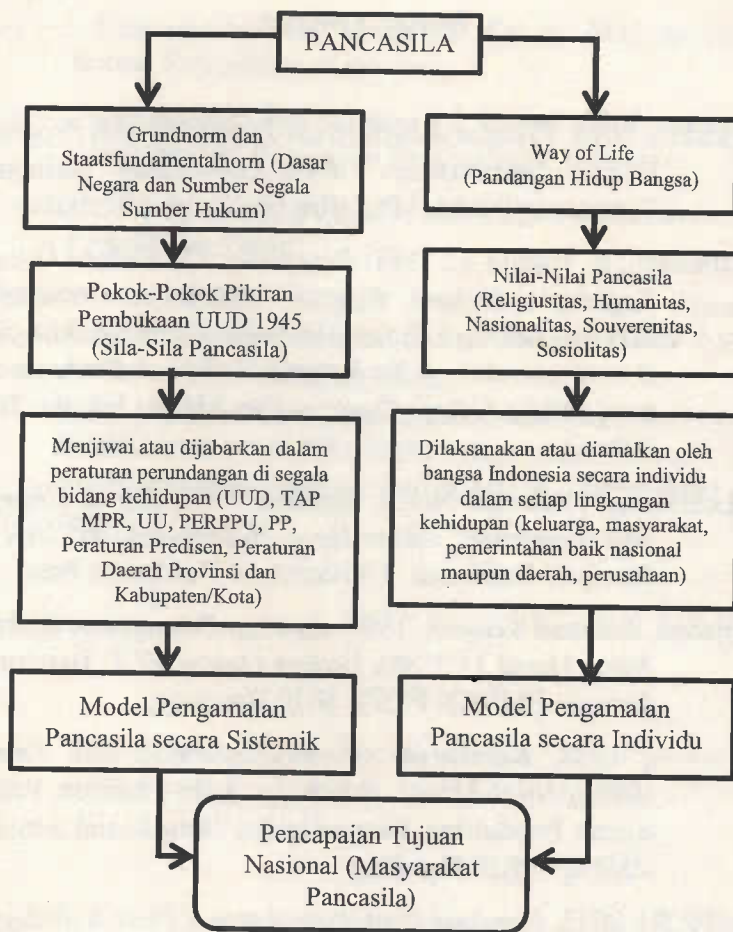 PANCASILA
Grundnorm dan
Staatsfundamentalnorm (Dasar
Negara dan Sumber Segala
Sumber Hukum)
Way of Life
(Pandangan Hidup Bangsa)
Pokok-Pokok Pikiran
Pembukaan UUD 1945
(Sila-Sila Pancasila)
Nilai-Nilai Pancasila
(Religiusitas, Humanitas,
Nasionalitas, Souverenitas,
Sosiolitas)
Menjiwai atau dijabarkan dalam
peraturan perundangan di segala
bidang kehidupan (UUD, TAP
MPR, UU, PERPPU, PP,
Peraturan Predisen, Peraturan
Daerah Provinsi dan
Kabupaten/Kota)
Dilaksanakan atau diamalkan oleh
bangsa Indonesia secara individu
dalam setiap lingkungan
kehidupan (keluarga, masyarakat,
pemerintahan baik nasional
maupun daerah, perusahaan)
Model Pengamalan
Pancasila secara Sistemik
Model Pengamalan
Pancasila secara Individu
Pencapaian Tujuan
Nasional (Masyarakat
Pancasila)